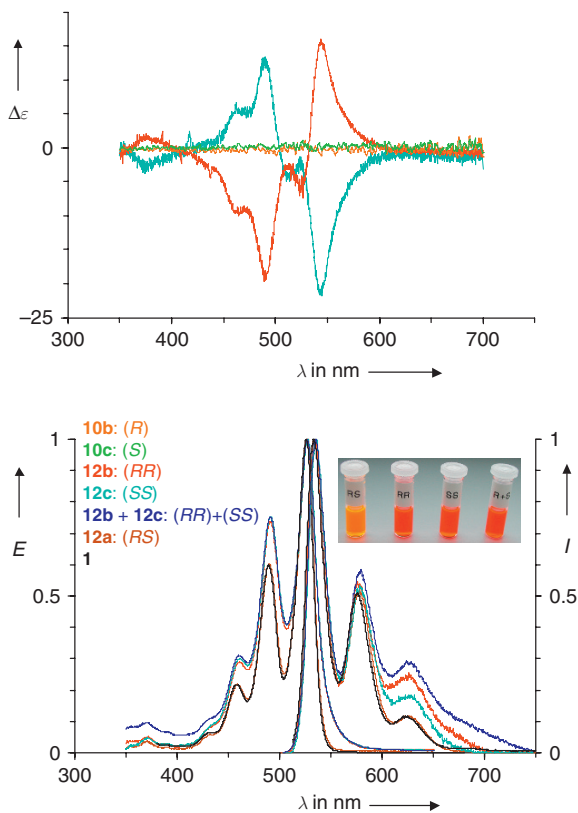 Δε
0
−25
300
400
500
600
700
λ in nm
10b: (R)
10c: (S)
12b: (RR)
12c: (SS)
12b + 12c: (RR)+(SS)
12a: (RS)
1
1
1
E
I
0.5
0.5
0
0
RS
RR
SS
300
400
500
600
700
λ in nm